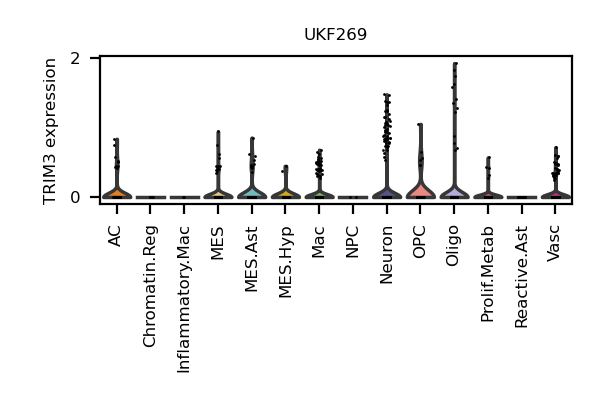 UKF269
TRIM3 expression
2
0
AC
Chromatin.Reg
Inflammatory.Mac
MES
MES.Ast
MES.Hyp
Mac
NPC
Neuron
OPC
Oligo
Prolif.Metab
Reactive.Ast
Vasc